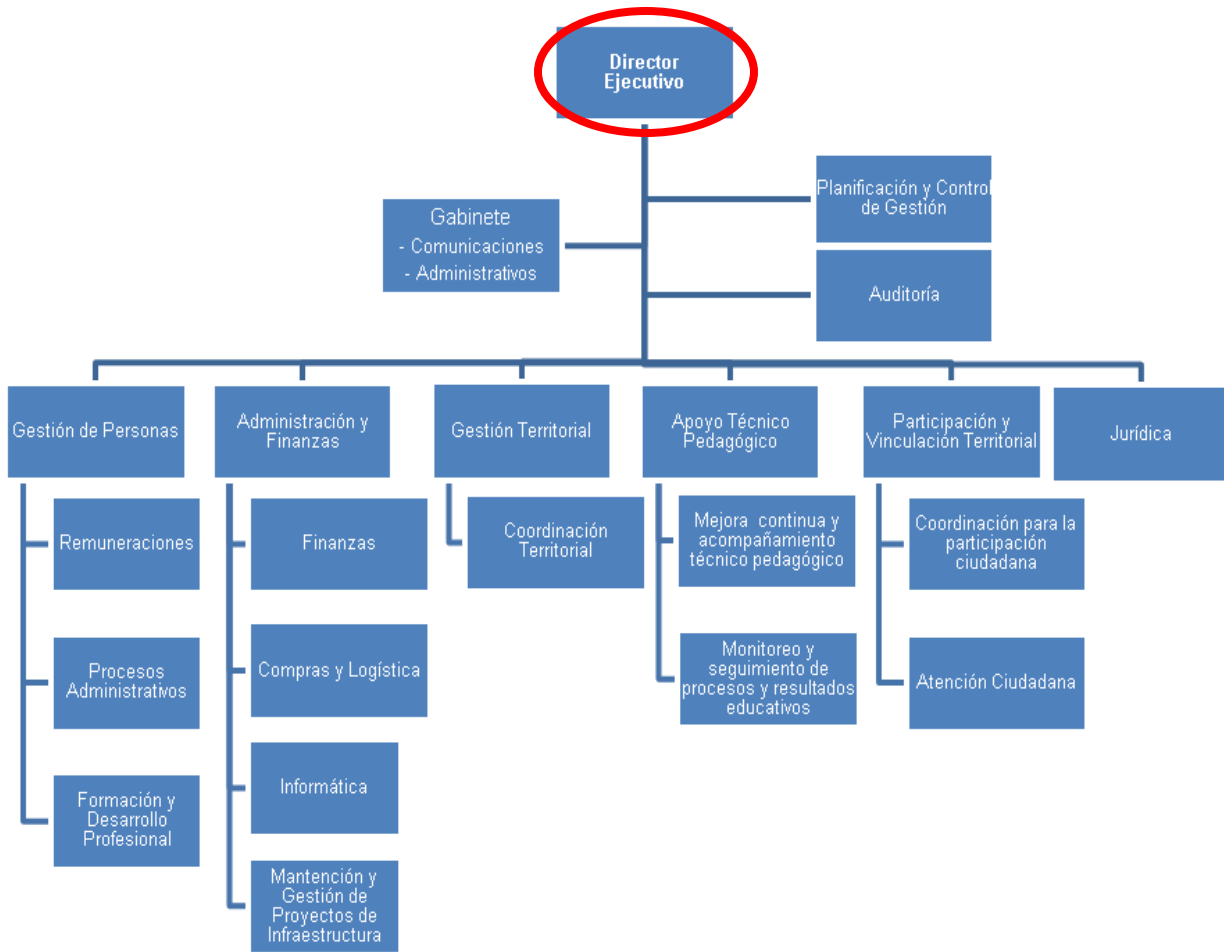 Director
Ejecutivo
Planificación y Control
de Gestión
Gabinete
- Comunicaciones
- Administrativos
Auditoría
Gestión de Personas
Administración y
Finanzas
Gestión Territorial
Apoyo Técnico
Pedagógico
Participación y
Vinculación Territorial
Jurídica
Remuneraciones
Procesos
Administrativos
Formación y
Desarrollo
Profesional
Finanzas
Compras y Logística
Informática
Mantención y
Gestión de
Proyectos de
Infraestructura
Coordinación
Territorial
Mejora continua y
acompañamiento
técnico pedagógico
Monitoreo y
seguimiento de
procesos y resultados
educativos
Coordinación para la
participación
ciudadana
Atención Ciudadana